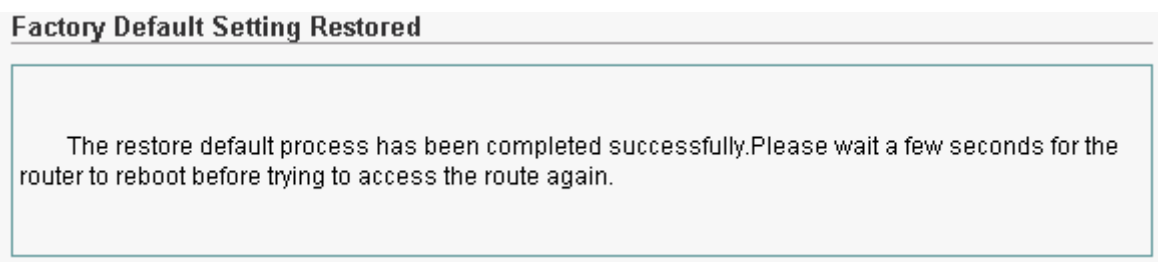 Factory Default Setting Restored
The restore default process has been completed successfully.Please wait a few seconds for the
router to reboot before trying to access the route again.